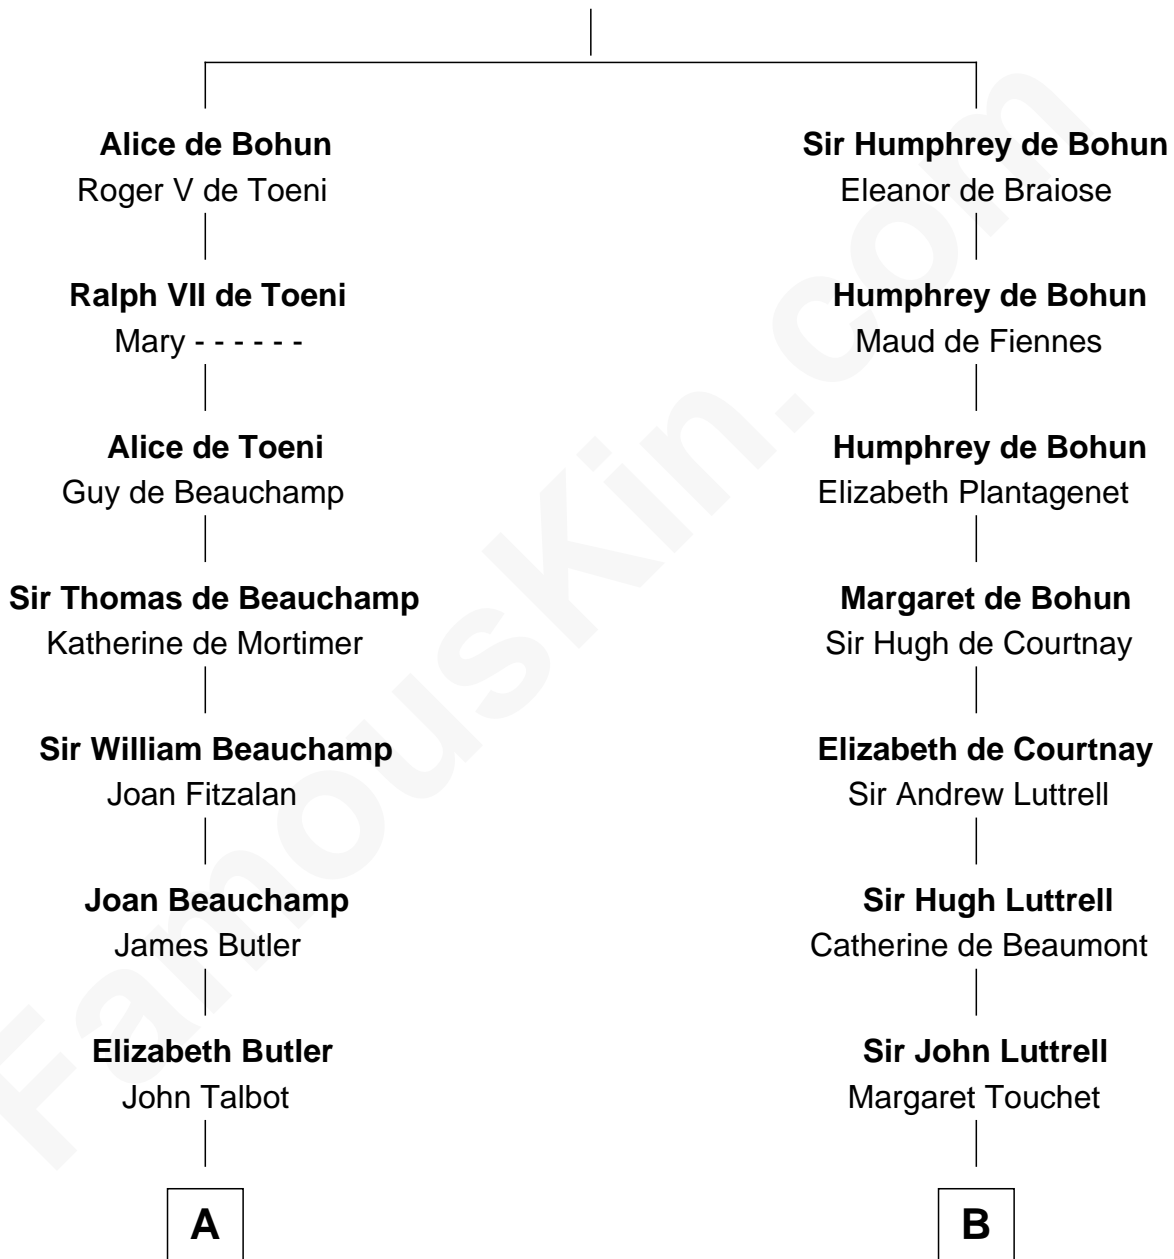 Alice de Bohun
Roger V de Toeni
Ralph VII de Toeni
Mary - - - - - -
Alice de Toeni
Guy de Beauchamp
Sir Thomas de Beauchamp
Katherine de Mortimer
Sir William Beauchamp
Joan Fitzalan
Joan Beauchamp
James Butler
Elizabeth Butler
John Talbot
A
Sir Humphrey de Bohun
Eleanor de Braiose
Humphrey de Bohun
Maud de Fiennes
Humphrey de Bohun
Elizabeth Plantagenet
Margaret de Bohun
Sir Hugh de Courtnay
Elizabeth de Courtnay
Sir Andrew Luttrell
Sir Hugh Luttrell
Catherine de Beaumont
Sir John Luttrell
Margaret Touchet
B
FamousKin.com